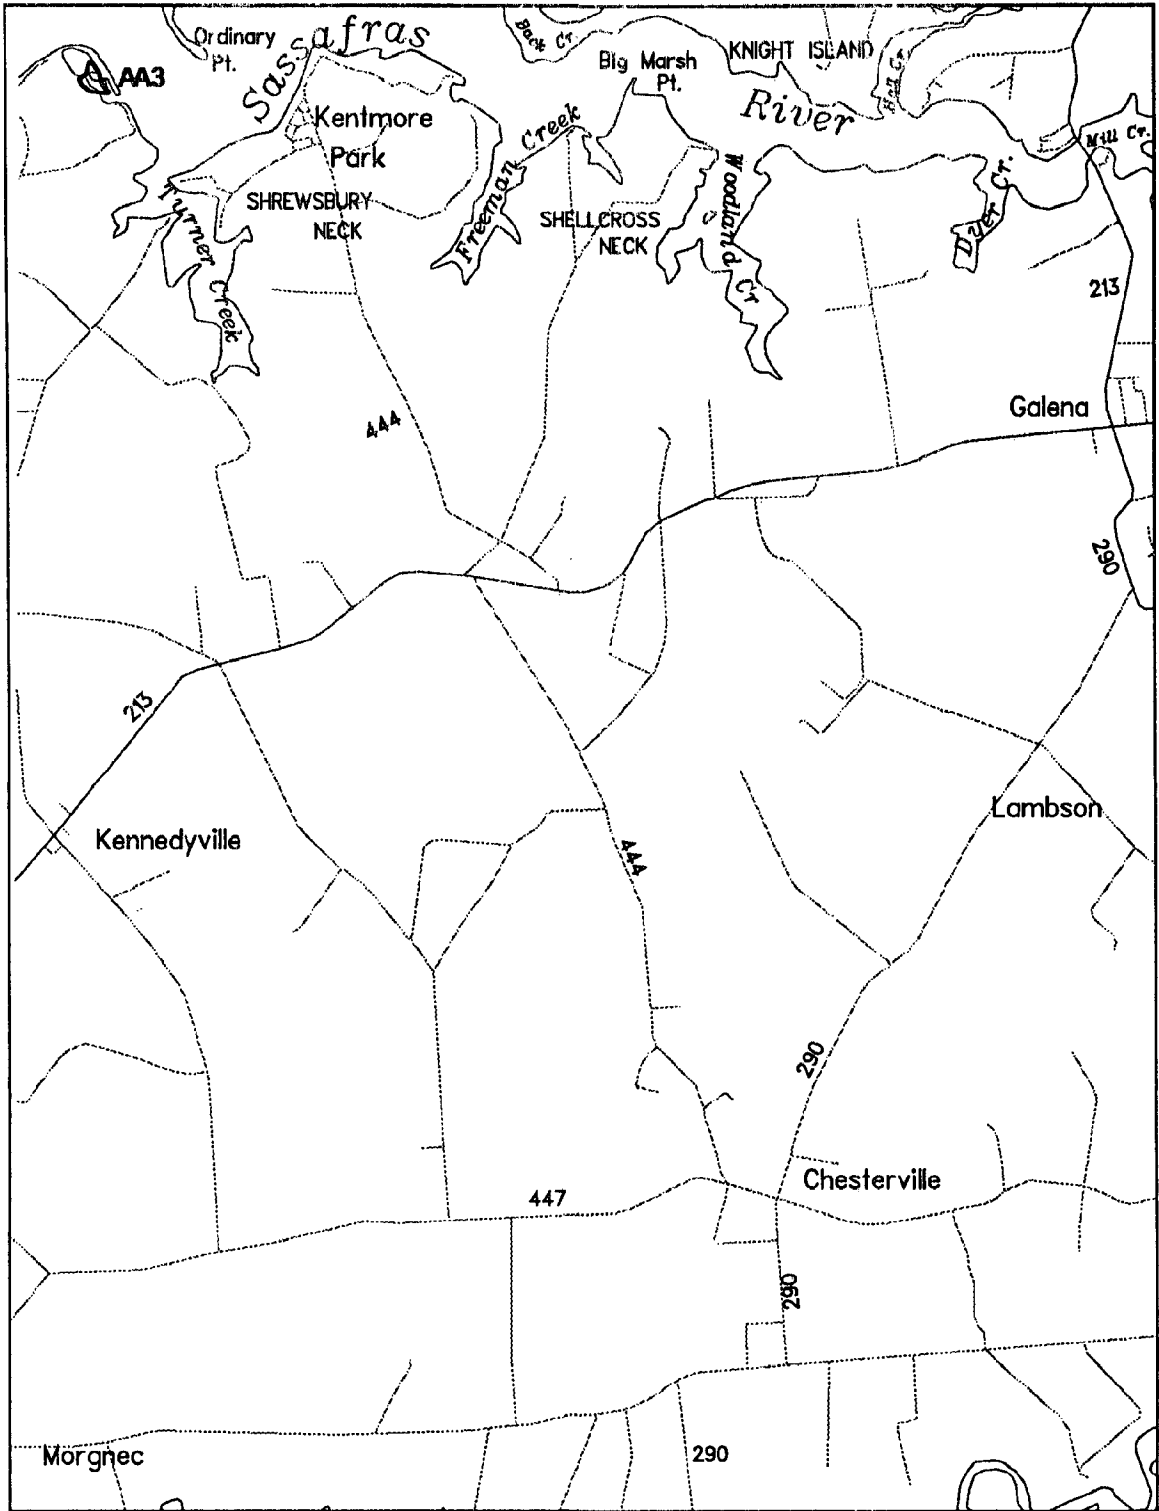 Ordinary
Pt.
Sassafras
Back Cr.
Big Marsh
Pt.
KNIGHT ISLAND
AA3
River
Kentmore
Park
Freeman Creek
Mill Cr.
SHREWSBURY
NECK
Turner Creek
SHELLCROSS
NECK
Woodland Cr
Dyer Cr.
213
444
Galena
290
213
Kennedyville
444
Lambson
290
447
Chesterville
290
Morgnec
290